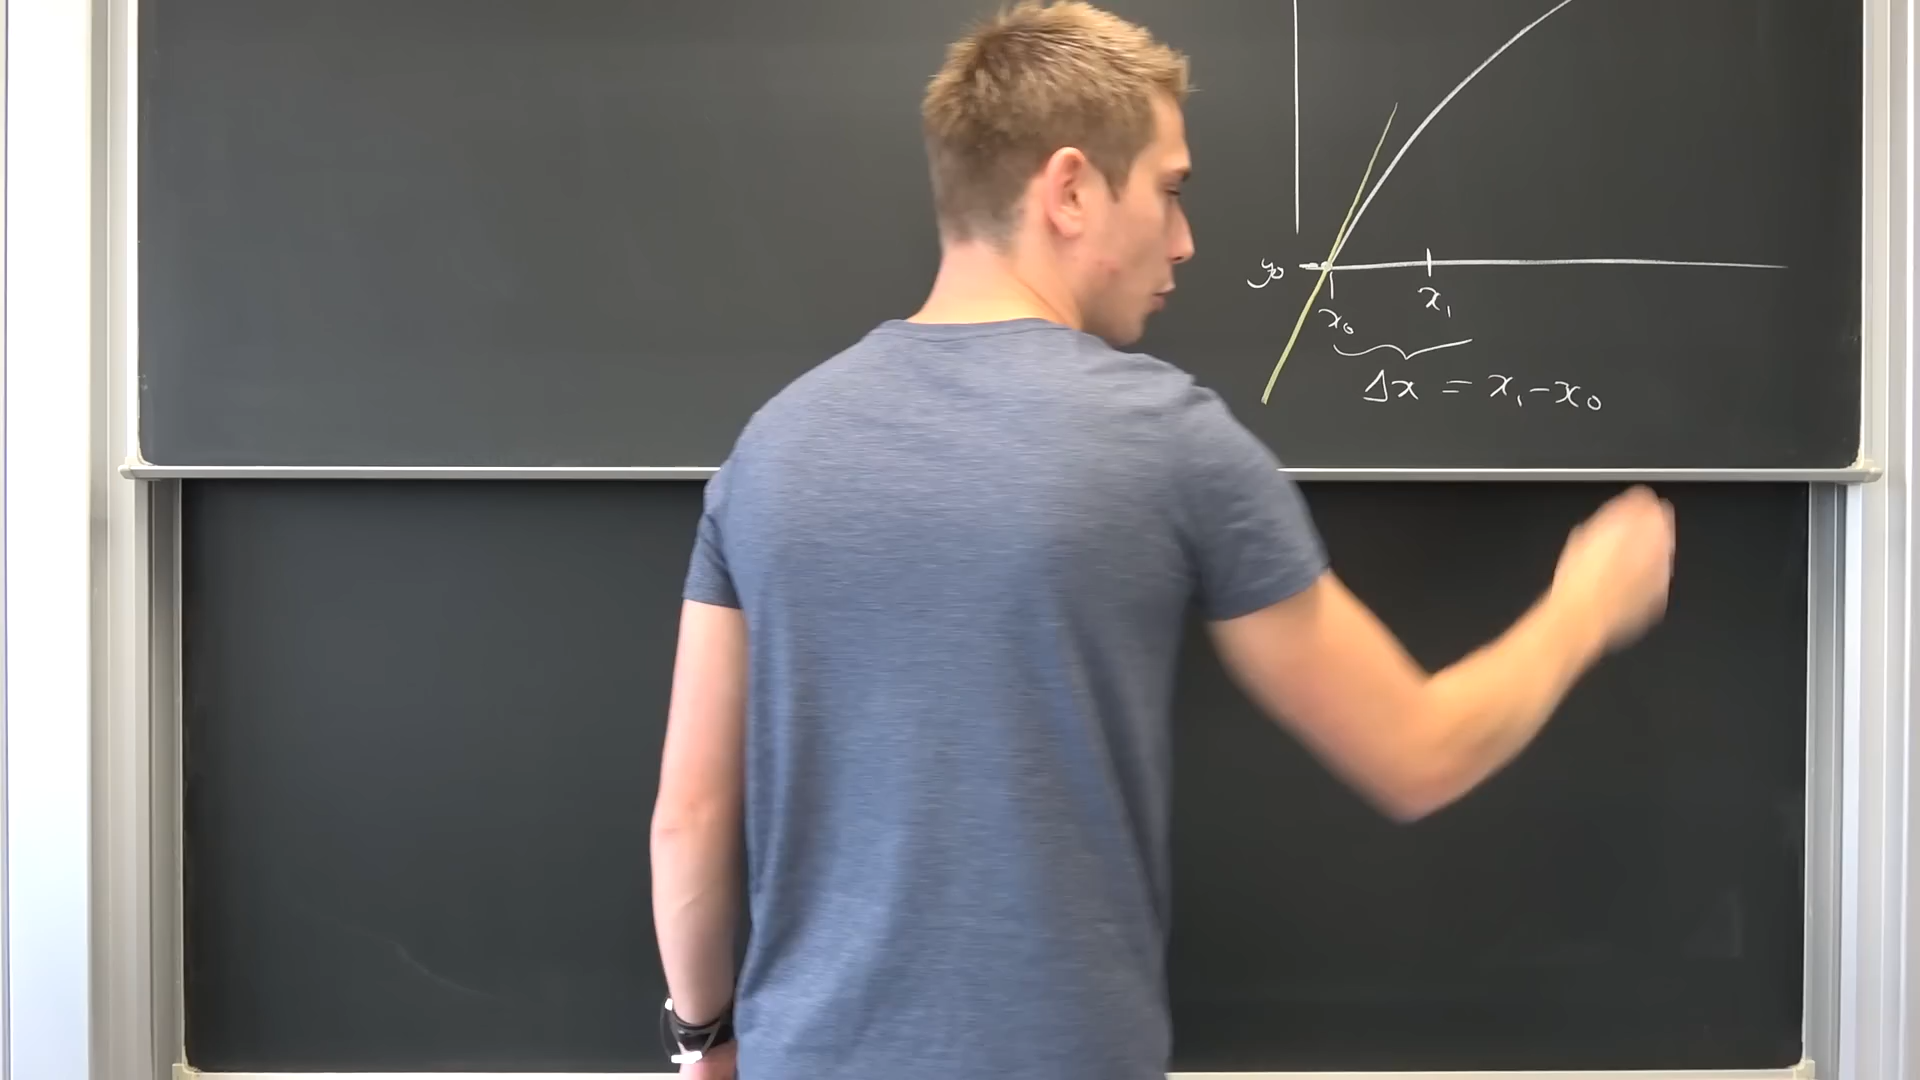 y₀
x₁
x₀
Δx = x₁-x₀